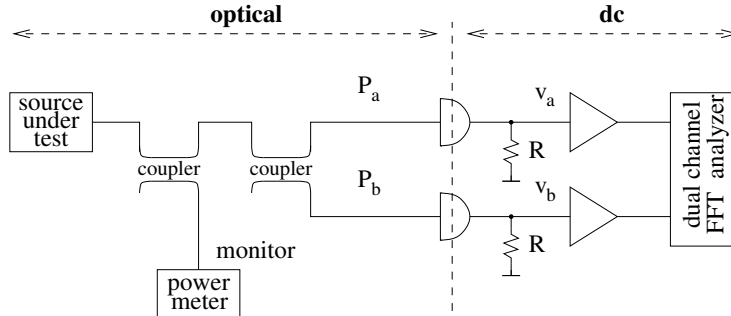 optical
dc
source
under
test
P_a
v_a
coupler
coupler
R
P_b
v_b
monitor
R
power
meter
dual channel
FFT analyzer